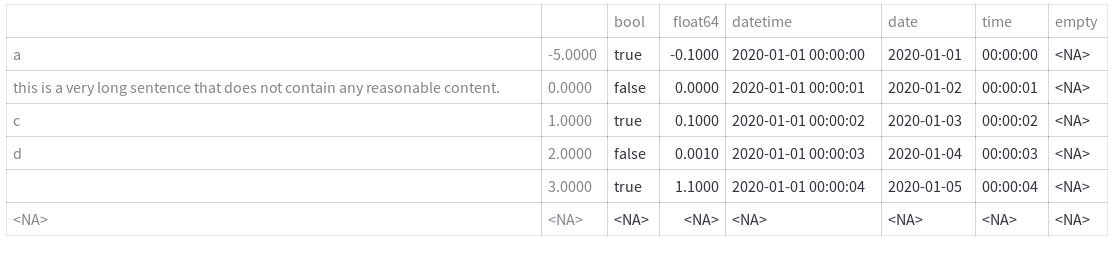 bool float64 datetime date time empty
a -5.0000 true -0.1000 2020-01-01 00:00:00 2020-01-01 00:00:00 <NA>
this is a very long sentence that does not contain any reasonable content. 0.0000 false 0.0000 2020-01-01 00:00:01 2020-01-02 00:00:01 <NA>
c 1.0000 true 0.1000 2020-01-01 00:00:02 2020-01-03 00:00:02 <NA>
d 2.0000 false 0.0010 2020-01-01 00:00:03 2020-01-04 00:00:03 <NA>
3.0000 true 1.1000 2020-01-01 00:00:04 2020-01-05 00:00:04 <NA>
<NA> <NA> <NA> <NA> <NA> <NA> <NA> <NA>